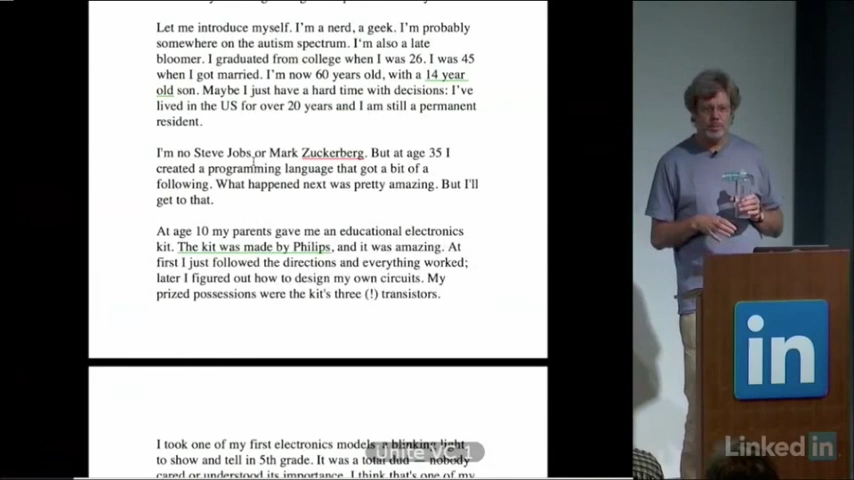 Let me introduce myself. I'm a nerd, a geek. I'm probably
somewhere on the autism spectrum. I'm also a late
bloomer. I graduated from college when I was 26. I was 45
when I got married. I'm now 60 years old, with a 14 year
old son. Maybe I just have a hard time with decisions: I've
lived in the US for over 20 years and I am still a permanent
resident.
I'm no Steve Jobs or Mark Zuckerberg. But at age 35 I
created a programming language that got a bit of a
following. What happened next was pretty amazing. But I'll
get to that.
At age 10 my parents gave me an educational electronics
kit. The kit was made by Philips, and it was amazing. At
first I just followed the directions and everything worked;
later I figured out how to design my own circuits. My
prized possessions were the kit's three (!) transistors.
I took one of my first electronics models a blinking light
to show and tell in 5th grade. It was a total dud — nobody
cared or understood its importance. I think that's one of my
Unite VC 1
in
Linked in